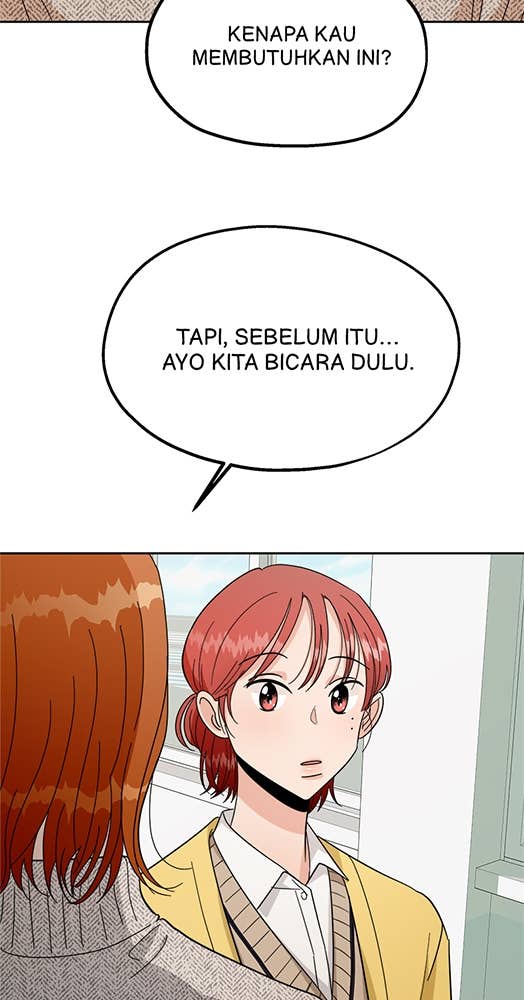 KENAPA KAU
MEMBUTUHKAN INI?
TAPI, SEBELUM ITU...
AYO KITA BICARA DULU.